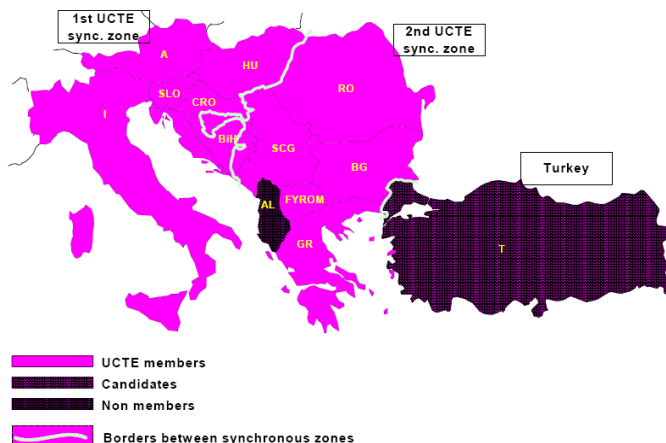 1st UCTE
sync. zone
2nd UCTE
sync. zone
A
HU
SLO
CRO
RO
I
BiH
SCG
BG
Turkey
AL
FYROM
GR
T
UCTE members
Candidates
Non members
Borders between synchronous zones